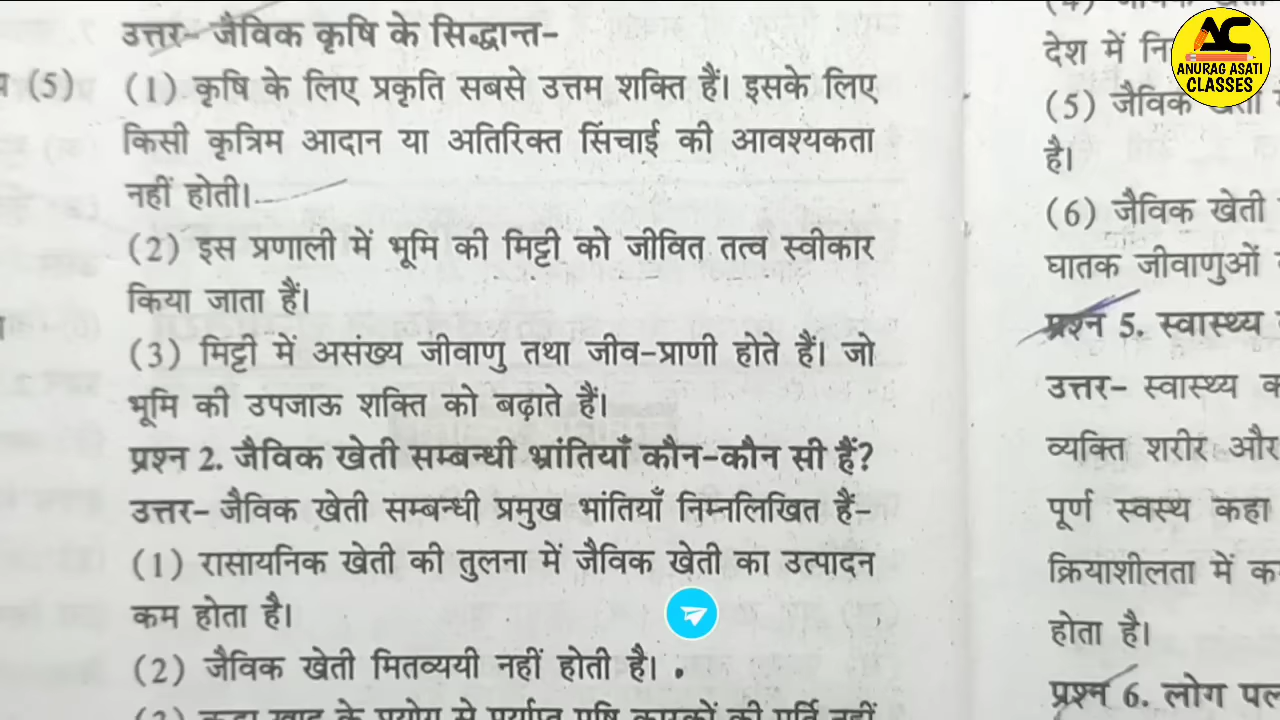 उत्तर- जैविक कृषि के सिद्धान्त-
(5)
(1) कृषि के लिए प्रकृति सबसे उत्तम शक्ति हैं। इसके लिए
किसी कृत्रिम आदान या अतिरिक्त सिंचाई की आवश्यकता
नहीं होती।
(2) इस प्रणाली में भूमि की मिट्टी को जीवित तत्व स्वीकार
किया जाता हैं।
(3) मिट्टी में असंख्य जीवाणु तथा जीव-प्राणी होते हैं। जो
भूमि की उपजाऊ शक्ति को बढ़ाते हैं।
प्रश्न 2. जैविक खेती सम्बन्धी भ्रांतियाँ कौन-कौन सी हैं?
उत्तर- जैविक खेती सम्बन्धी प्रमुख भांतियाँ निम्नलिखित हैं-
(1) रासायनिक खेती की तुलना में जैविक खेती का उत्पादन
कम होता है।
(2) जैविक खेती मितव्ययी नहीं होती है।
देश में
(5) जैविक
है।
(6) जैविक खेती
घातक जीवाणुओं
प्रश्न 5. स्वास्थ्य
उत्तर- स्वास्थ्य
व्यक्ति शरीर और
पूर्ण स्वस्थ कहा
क्रियाशीलता में
होता है।
प्रश्न 6. लोग
AC
ANURAG ASATI
CLASSES